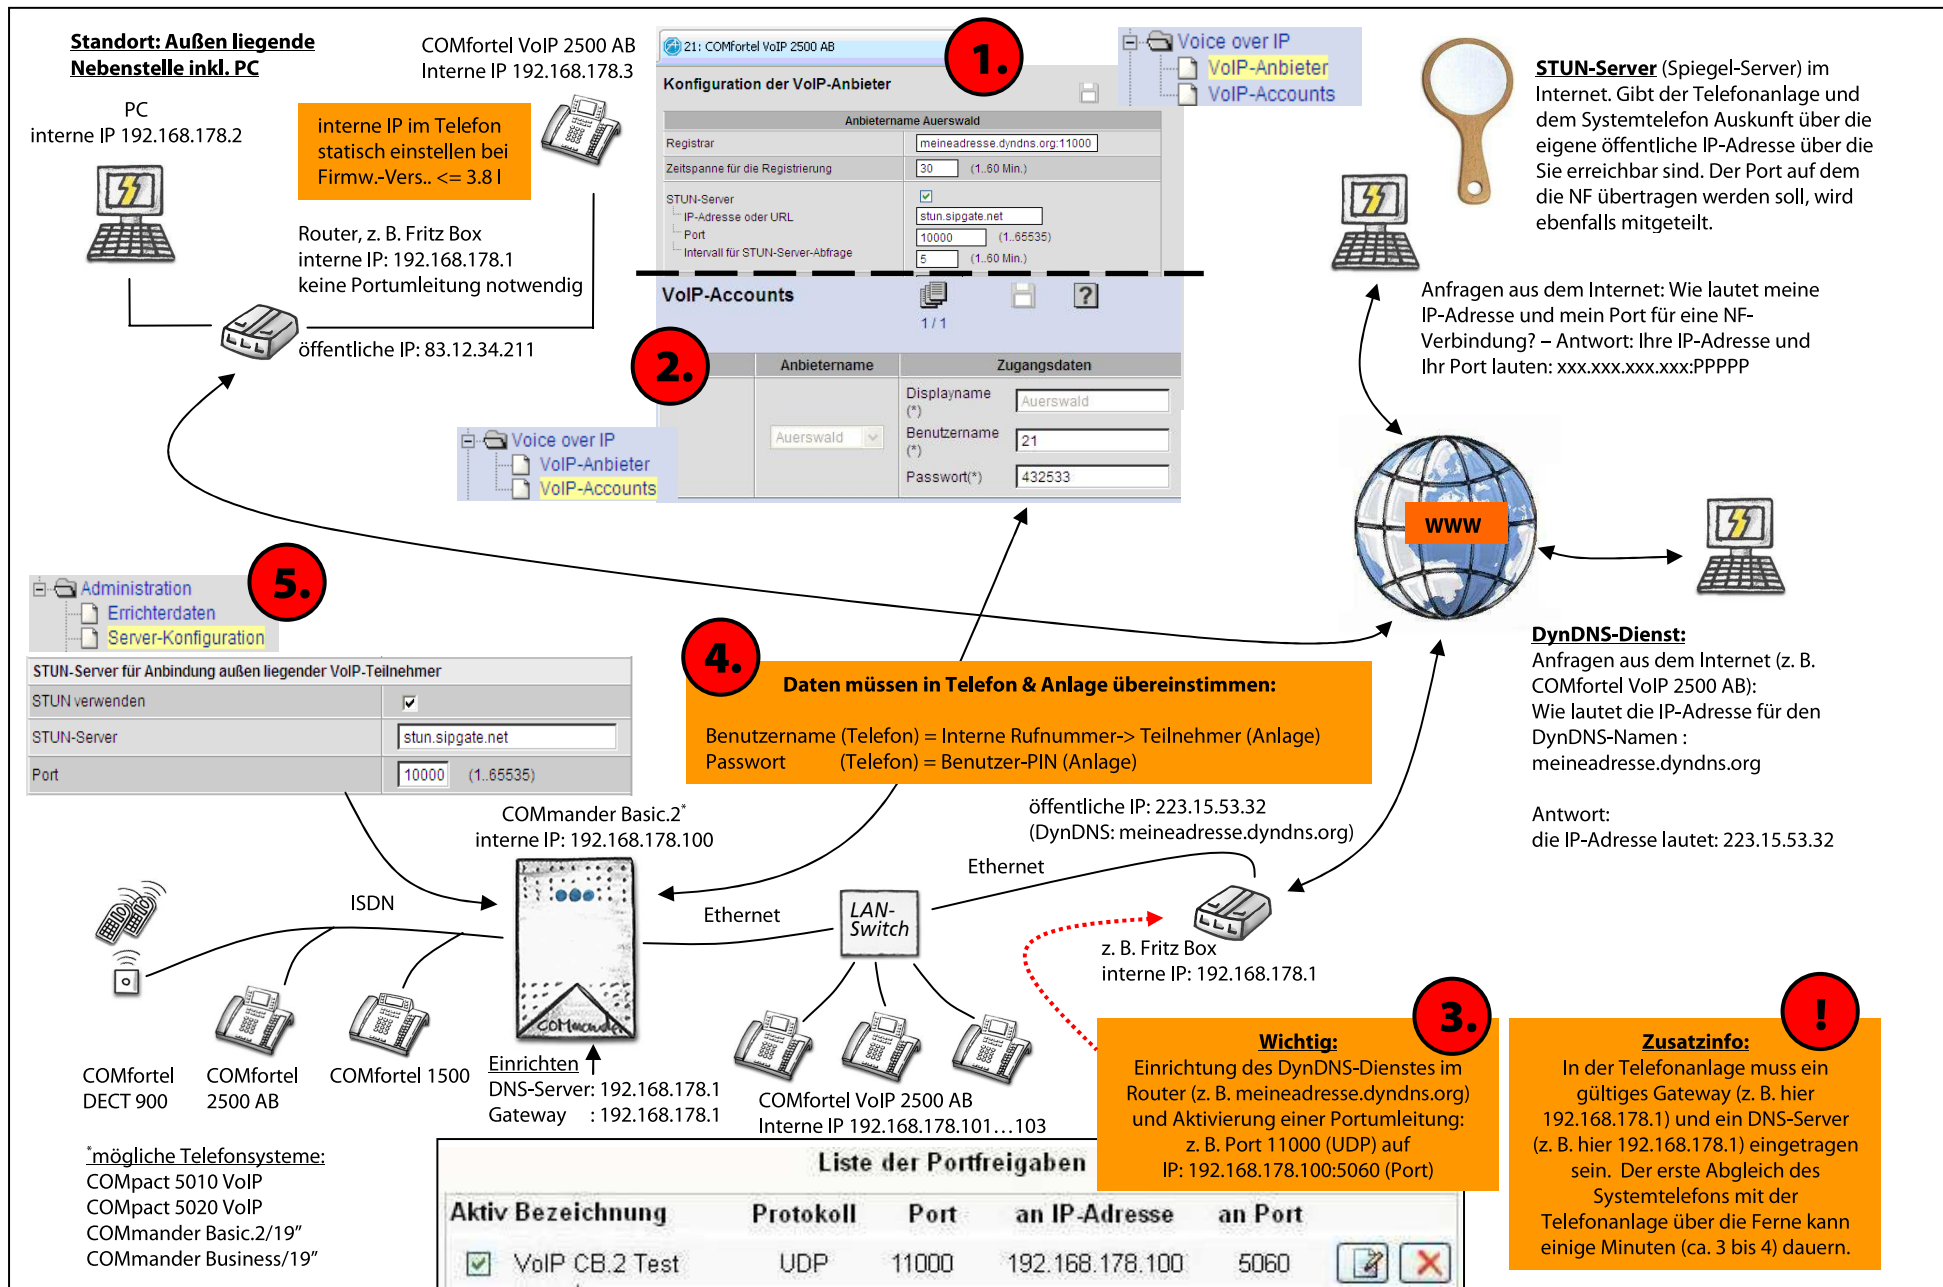 Standort: Außen liegende
Nebenstelle inkl. PC
PC
interne IP 192.168.178.2
COMfortel VoIP 2500 AB
Interne IP 192.168.178.3
interne IP im Telefon
statisch einstellen bei
Firmw.-Vers.. <= 3.8 l
Router, z. B. Fritz Box
interne IP: 192.168.178.1
keine Portumleitung notwendig
öffentliche IP: 83.12.34.211
21: COMfortel VoIP 2500 AB
1.
Konfiguration der VoIP-Anbieter
Anbietername Auerswald
Registrar meineadresse.dyndns.org:11000
Zeitspanne für die Registrierung 30 (1..60 Min.)
STUN-Server
IP-Adresse oder URL stun.sipgate.net
Port 10000 (1..65535)
Intervall für STUN-Server-Abfrage 5 (1..60 Min.)
Voice over IP
VoIP-Anbieter
VoIP-Accounts
VoIP-Accounts
?
1 / 1
2.
Anbietername Zugangsdaten
Displayname (*) Auerswald
Auerswald
Benutzername (*) 21
Passwort(*) 432533
Voice over IP
VoIP-Anbieter
VoIP-Accounts
STUN-Server (Spiegel-Server) im
Internet. Gibt der Telefonanlage und
dem Systemtelefon Auskunft über die
eigene öffentliche IP-Adresse über die
Sie erreichbar sind. Der Port auf dem
die NF übertragen werden soll, wird
ebenfalls mitgeteilt.
Anfragen aus dem Internet: Wie lautet meine
IP-Adresse und mein Port für eine NF-
Verbindung? – Antwort: Ihre IP-Adresse und
Ihr Port lauten: xxx.xxx.xxx.xxx:PPPPP
WWW
DynDNS-Dienst:
Anfragen aus dem Internet (z. B.
COMfortel VoIP 2500 AB):
Wie lautet die IP-Adresse für den
DynDNS-Namen :
meineadresse.dyndns.org
Antwort:
die IP-Adresse lautet: 223.15.53.32
5.
Administration
Errichterdaten
Server-Konfiguration
STUN-Server für Anbindung außen liegender VoIP-Teilnehmer
STUN verwenden
STUN-Server stun.sipgate.net
Port 10000 (1..65535)
4.
Daten müssen in Telefon & Anlage übereinstimmen:
Benutzername (Telefon) = Interne Rufnummer-> Teilnehmer (Anlage)
Passwort (Telefon) = Benutzer-PIN (Anlage)
COMmander Basic.2*
interne IP: 192.168.178.100
öffentliche IP: 223.15.53.32
(DynDNS: meineadresse.dyndns.org)
Ethernet
ISDN
Ethernet
LAN-
Switch
COMmander
z. B. Fritz Box
interne IP: 192.168.178.1
COMfortel
DECT 900
COMfortel
2500 AB
COMfortel 1500
Einrichten
DNS-Server: 192.168.178.1
Gateway : 192.168.178.1
COMfortel VoIP 2500 AB
Interne IP 192.168.178.101…103
3.
Wichtig:
Einrichtung des DynDNS-Dienstes im
Router (z. B. meineadresse.dyndns.org)
und Aktivierung einer Portumleitung:
z. B. Port 11000 (UDP) auf
IP: 192.168.178.100:5060 (Port)
!
Zusatzinfo:
In der Telefonanlage muss ein
gültiges Gateway (z. B. hier
192.168.178.1) und ein DNS-Server
(z. B. hier 192.168.178.1) eingetragen
sein. Der erste Abgleich des
Systemtelefons mit der
Telefonanlage über die Ferne kann
einige Minuten (ca. 3 bis 4) dauern.
*mögliche Telefonsysteme:
COMpact 5010 VoIP
COMpact 5020 VoIP
COMmander Basic.2/19”
COMmander Business/19”
Liste der Portfreigaben
Aktiv Bezeichnung Protokoll Port an IP-Adresse an Port
VoIP CB.2 Test UDP 11000 192.168.178.100 5060